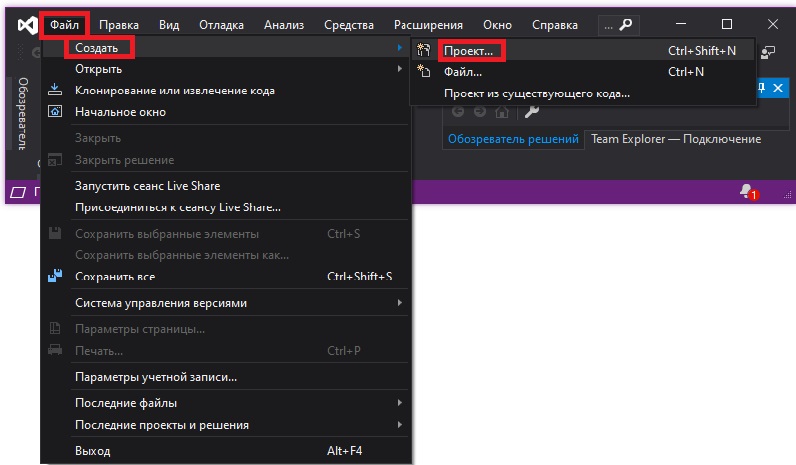 Файл Правка Вид Отладка Анализ Средства Расширения Окно Справка ...
Создать
Проект... Ctrl+Shift+N
Открыть
Файл... Ctrl+N
Клонирование или извлечение кода
Проект из существующего кода...
Начальное окно
Обозреватель
Закрыть
Обозреватель решений Team Explorer — Подключение
Закрыть решение
Запустить сеанс Live Share
1
Присоединиться к сеансу Live Share...
Сохранить выбранные элементы Ctrl+S
Сохранить выбранные элементы как...
Сохранить все Ctrl+Shift+S
Система управления версиями
Параметры страницы...
Печать... Ctrl+P
Параметры учетной записи...
Последние файлы
Последние проекты и решения
Выход Alt+F4